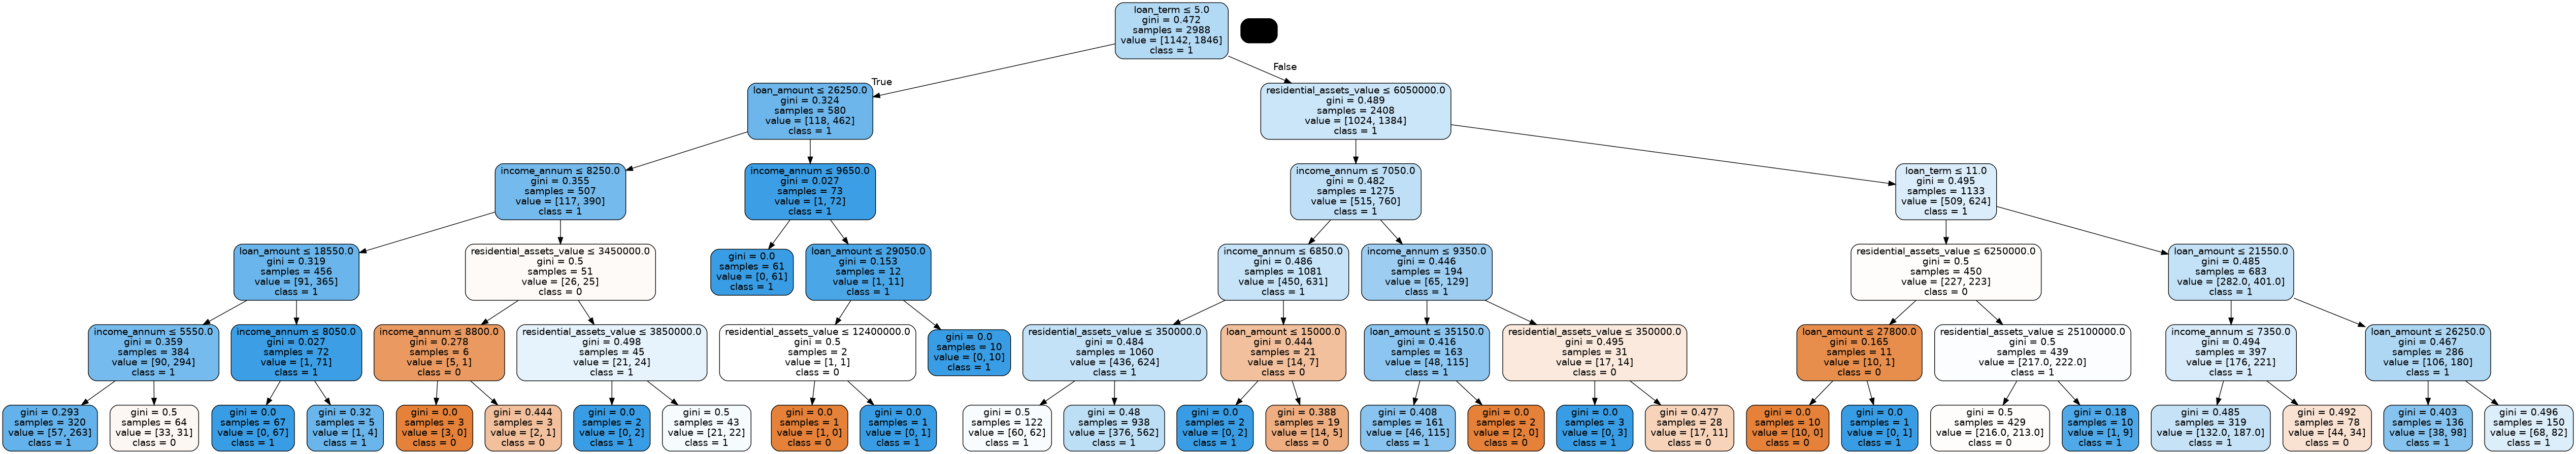 loan_term ≤ 5.0
gini = 0.472
samples = 2988
value = [1142, 1846]
class = 1
True
False
loan_amount ≤ 26250.0
gini = 0.324
samples = 580
value = [118, 462]
class = 1
residential_assets_value ≤ 6050000.0
gini = 0.489
samples = 2408
value = [1024, 1384]
class = 1
income_annum ≤ 8250.0
gini = 0.355
samples = 507
value = [117, 390]
class = 1
income_annum ≤ 9650.0
gini = 0.027
samples = 73
value = [1, 72]
class = 1
income_annum ≤ 7050.0
gini = 0.482
samples = 1275
value = [515, 760]
class = 1
loan_term ≤ 11.0
gini = 0.495
samples = 1133
value = [509, 624]
class = 1
loan_amount ≤ 18550.0
gini = 0.319
samples = 456
value = [91, 365]
class = 1
residential_assets_value ≤ 3450000.0
gini = 0.5
samples = 51
value = [26, 25]
class = 0
gini = 0.0
samples = 61
value = [0, 61]
class = 1
loan_amount ≤ 29050.0
gini = 0.153
samples = 12
value = [1, 11]
class = 1
income_annum ≤ 6850.0
gini = 0.486
samples = 1081
value = [450, 631]
class = 1
income_annum ≤ 9350.0
gini = 0.446
samples = 194
value = [65, 129]
class = 1
residential_assets_value ≤ 6250000.0
gini = 0.5
samples = 450
value = [227, 223]
class = 0
loan_amount ≤ 21550.0
gini = 0.485
samples = 683
value = [282.0, 401.0]
class = 1
income_annum ≤ 5550.0
gini = 0.359
samples = 384
value = [90, 294]
class = 1
income_annum ≤ 8050.0
gini = 0.027
samples = 72
value = [1, 71]
class = 1
income_annum ≤ 8800.0
gini = 0.278
samples = 6
value = [5, 1]
class = 0
residential_assets_value ≤ 3850000.0
gini = 0.498
samples = 45
value = [21, 24]
class = 1
residential_assets_value ≤ 12400000.0
gini = 0.5
samples = 2
value = [1, 1]
class = 0
gini = 0.0
samples = 10
value = [0, 10]
class = 1
residential_assets_value ≤ 350000.0
gini = 0.484
samples = 1060
value = [436, 624]
class = 1
loan_amount ≤ 15000.0
gini = 0.444
samples = 21
value = [14, 7]
class = 0
loan_amount ≤ 35150.0
gini = 0.416
samples = 163
value = [48, 115]
class = 1
residential_assets_value ≤ 350000.0
gini = 0.495
samples = 31
value = [17, 14]
class = 0
loan_amount ≤ 27800.0
gini = 0.165
samples = 11
value = [10, 1]
class = 0
residential_assets_value ≤ 25100000.0
gini = 0.5
samples = 439
value = [217.0, 222.0]
class = 1
income_annum ≤ 7350.0
gini = 0.494
samples = 397
value = [176, 221]
class = 1
loan_amount ≤ 26250.0
gini = 0.467
samples = 286
value = [106, 180]
class = 1
gini = 0.293
samples = 320
value = [57, 263]
class = 1
gini = 0.5
samples = 64
value = [33, 31]
class = 0
gini = 0.0
samples = 67
value = [0, 67]
class = 1
gini = 0.32
samples = 5
value = [1, 4]
class = 1
gini = 0.0
samples = 3
value = [3, 0]
class = 0
gini = 0.444
samples = 3
value = [2, 1]
class = 0
gini = 0.0
samples = 2
value = [0, 2]
class = 1
gini = 0.5
samples = 43
value = [21, 22]
class = 1
gini = 0.0
samples = 1
value = [1, 0]
class = 0
gini = 0.0
samples = 1
value = [0, 1]
class = 1
gini = 0.5
samples = 122
value = [60, 62]
class = 1
gini = 0.48
samples = 938
value = [376, 562]
class = 1
gini = 0.0
samples = 2
value = [0, 2]
class = 1
gini = 0.388
samples = 19
value = [14, 5]
class = 0
gini = 0.408
samples = 161
value = [46, 115]
class = 1
gini = 0.0
samples = 2
value = [2, 0]
class = 0
gini = 0.0
samples = 3
value = [0, 3]
class = 1
gini = 0.477
samples = 28
value = [17, 11]
class = 0
gini = 0.0
samples = 10
value = [10, 0]
class = 0
gini = 0.0
samples = 1
value = [0, 1]
class = 1
gini = 0.5
samples = 429
value = [216.0, 213.0]
class = 0
gini = 0.18
samples = 10
value = [1, 9]
class = 1
gini = 0.485
samples = 319
value = [132.0, 187.0]
class = 1
gini = 0.492
samples = 78
value = [44, 34]
class = 0
gini = 0.403
samples = 136
value = [38, 98]
class = 1
gini = 0.496
samples = 150
value = [68, 82]
class = 1